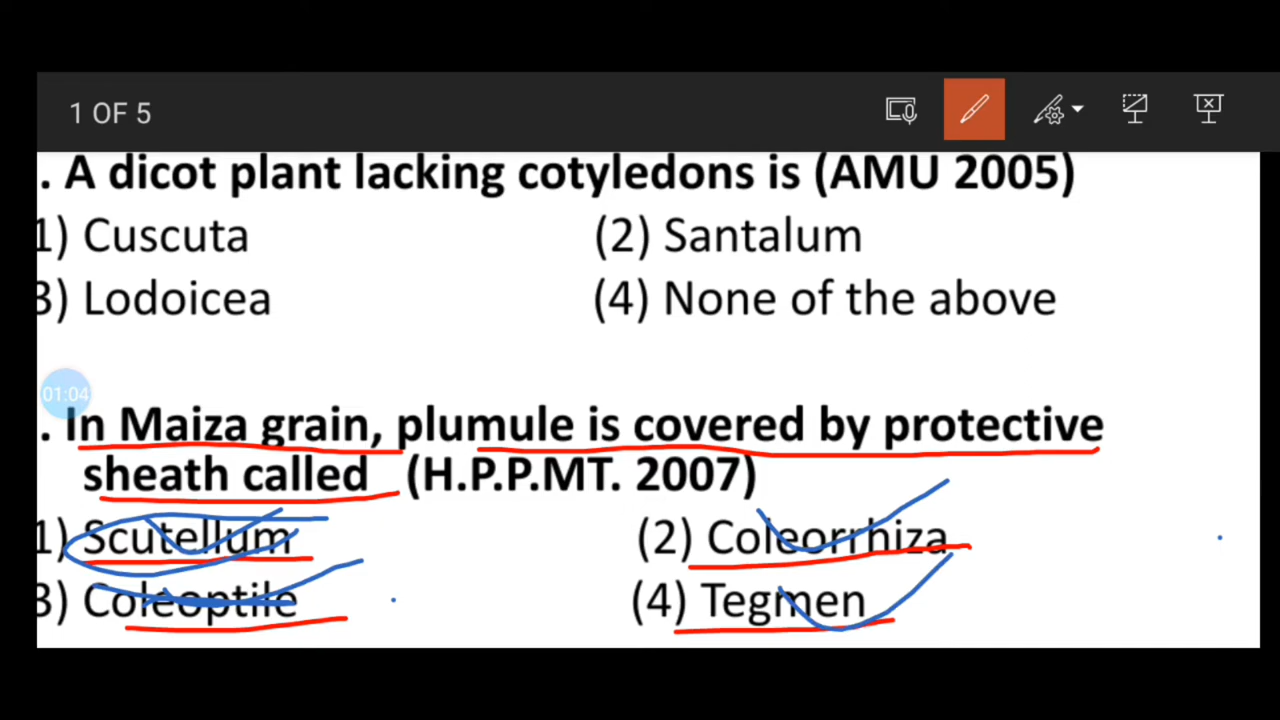 1 OF 5
. A dicot plant lacking cotyledons is (AMU 2005)
1) Cuscuta (2) Santalum
3) Lodoicea (4) None of the above
01:04
. In Maiza grain, plumule is covered by protective
sheath called (H.P.P.MT. 2007)
1) Scutellum (2) Coleorrhiza
3) Coleoptile (4) Tegmen